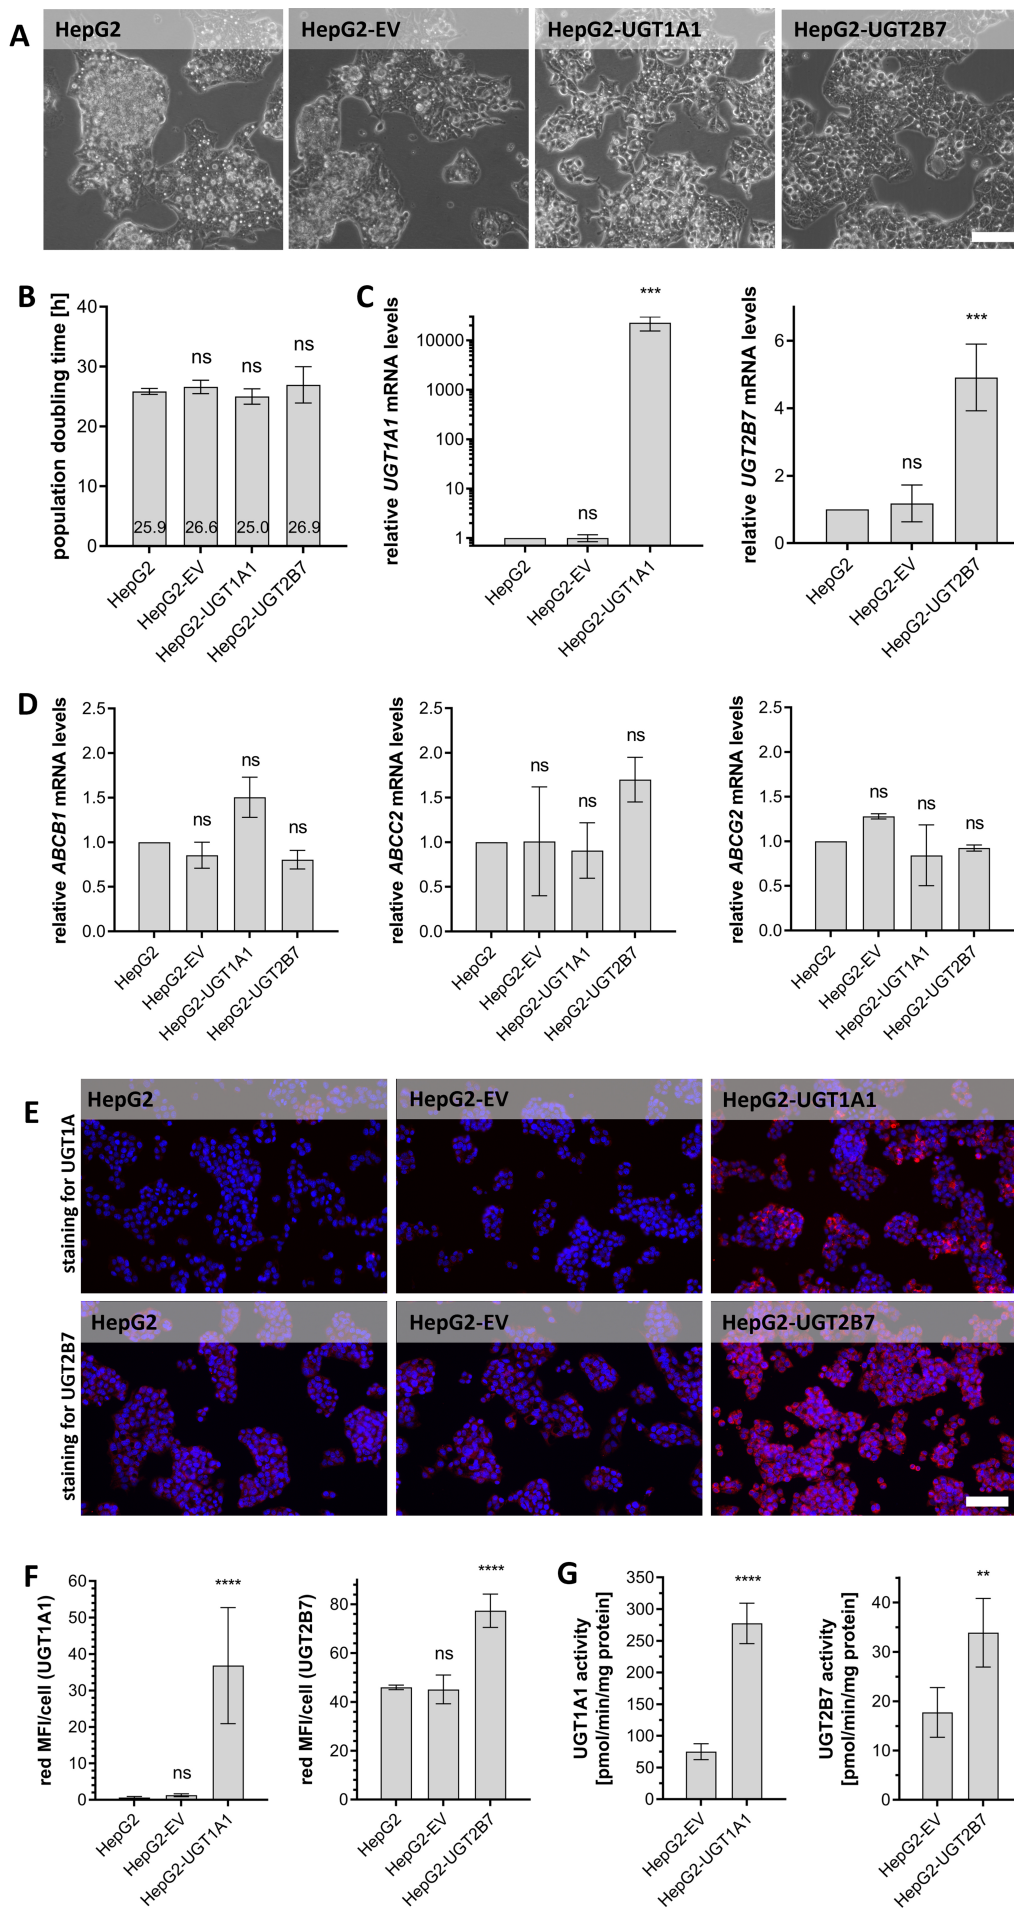 A
HepG2
HepG2-EV
HepG2-UGT1A1
HepG2-UGT2B7
B
population doubling time [h]
40
30
20
10
0
ns
ns
ns
25.9
26.6
25.0
26.9
HepG2
HepG2-EV
HepG2-UGT1A1
HepG2-UGT2B7
C
relative UGT1A1 mRNA levels
10000
1000
100
10
1
ns
***
HepG2
HepG2-EV
HepG2-UGT1A1
relative UGT2B7 mRNA levels
6
4
2
0
ns
***
HepG2
HepG2-EV
HepG2-UGT2B7
D
relative ABCB1 mRNA levels
2.5
2.0
1.5
1.0
0.5
0.0
ns
ns
ns
HepG2
HepG2-EV
HepG2-UGT1A1
HepG2-UGT2B7
relative ABCC2 mRNA levels
2.5
2.0
1.5
1.0
0.5
0.0
ns
ns
ns
HepG2
HepG2-EV
HepG2-UGT1A1
HepG2-UGT2B7
relative ABCG2 mRNA levels
2.5
2.0
1.5
1.0
0.5
0.0
ns
ns
ns
HepG2
HepG2-EV
HepG2-UGT1A1
HepG2-UGT2B7
E
staining for UGT1A
HepG2
HepG2-EV
HepG2-UGT1A1
staining for UGT2B7
HepG2
HepG2-EV
HepG2-UGT2B7
F
red MFI/cell (UGT1A1)
60
50
40
30
20
10
0
ns
****
HepG2
HepG2-EV
HepG2-UGT1A1
red MFI/cell (UGT2B7)
80
60
40
20
0
ns
****
HepG2
HepG2-EV
HepG2-UGT2B7
G
UGT1A1 activity
[pmol/min/mg protein]
350
300
250
200
150
100
50
0
****
HepG2-EV
HepG2-UGT1A1
UGT2B7 activity
[pmol/min/mg protein]
40
30
20
10
0
**
HepG2-EV
HepG2-UGT2B7